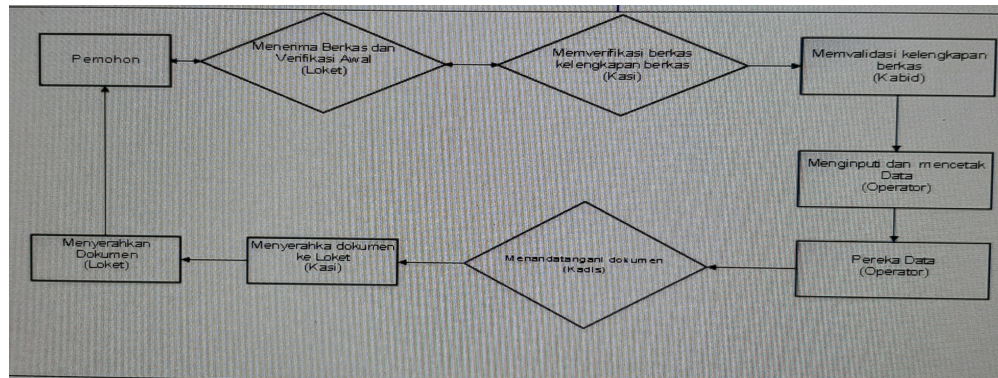 Pemohon
Menerima Berkas dan
Verifikasi Awal
(Loket)
Memverifikasi berkas
kelengkapan berkas
(Kasi)
Memvalidasi kelengkapan
berkas
(Kabid)
Menginputi dan mencetak
Data
(Operator)
Pereka Data
(Operator)
Menandatangani dokumen
(Kadis)
Menyerahka dokumen
ke Loket
(Kasi)
Menyerahkan
Dokumen
(Loket)